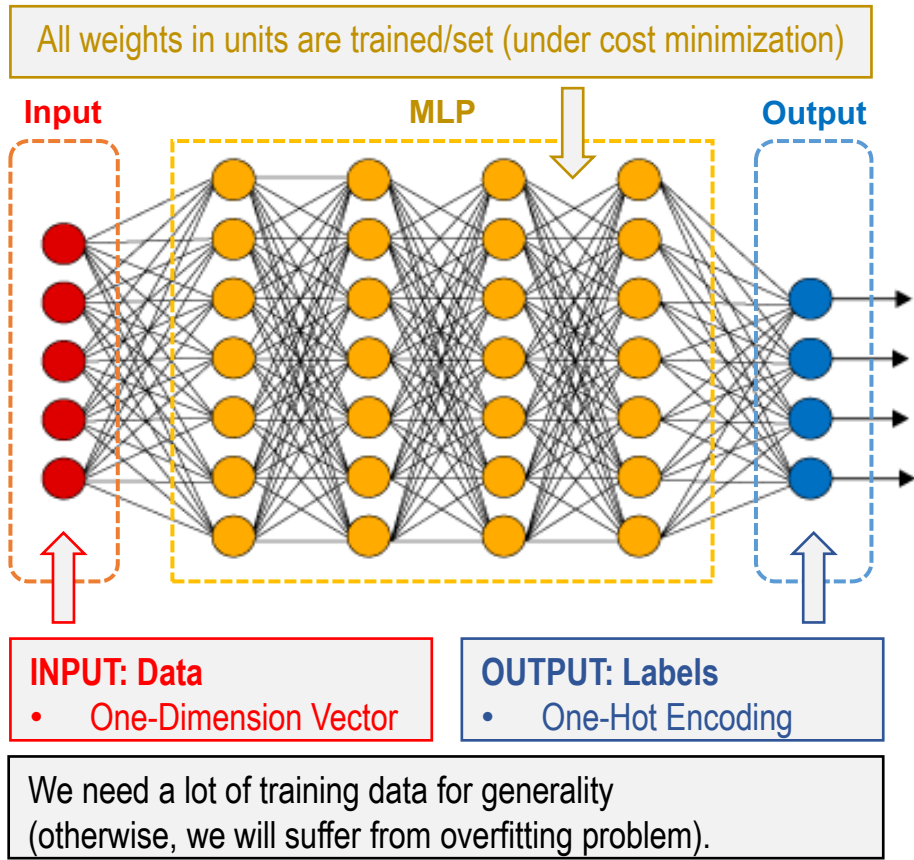 All weights in units are trained/set (under cost minimization)
Input
MLP
Output
INPUT: Data
• One-Dimension Vector
OUTPUT: Labels
• One-Hot Encoding
We need a lot of training data for generality
(otherwise, we will suffer from overfitting problem).